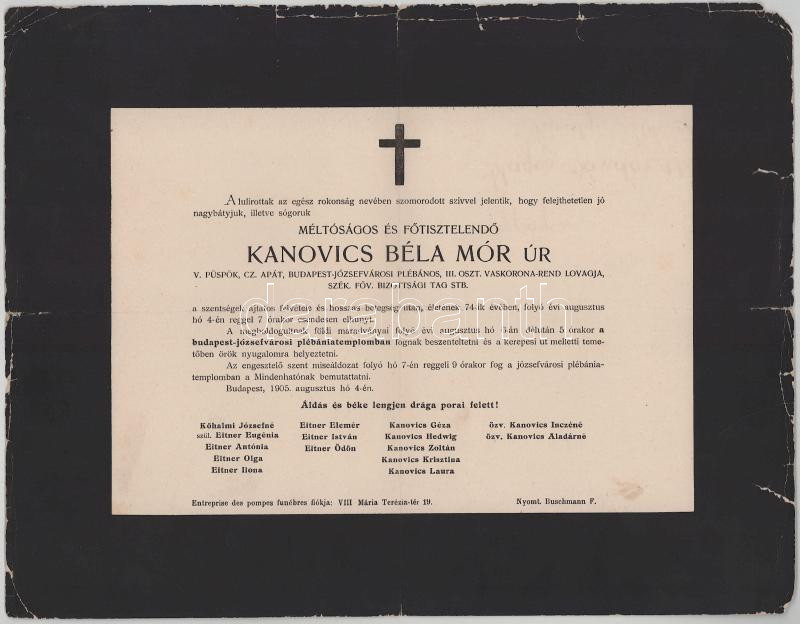 Alulirottak az egész rokonság nevében szomorodott szivvel jelentik, hogy felejthetetlen jó
nagybátyjuk, illetve sógoruk
MÉLTÓSÁGOS ÉS FŐTISZTELENDŐ
KANOVICS BÉLA MÓR ÚR
V. PÜSPÖK, CZ. APÁT, BUDAPEST-JÓZSEFVÁROSI PLÉBÁNOS, III. OSZT. VASKORONA-REND LOVAGJA,
SZÉK. FŐV. BIZOTTSÁGI TAG STB.
a szentségek ájtatos felvétele és hosszas betegség után, életének 74-ik évében, folyó évi augusztus
hó 4-én reggel 7 órakor csendesen elhunyt.
A megboldogultnak földi maradványai folyó évi augusztus hó délután 5 órakor a
budapest-józsefvárosi plébániatemplomban fognak beszenteltetni és a kerepesi út melletti teme-
tőben örök nyugalomra helyeztetni.
Az engesztelő szent miseáldozat folyó hó 7-én reggeli 9 órakor fog a józsefvárosi plébánia-
templomban a Mindenhatónak bemutattatni.
Budapest, 1905. augusztus hó 4-én.
Áldás és béke lengjen drága porai felett!
Kőhalmi Józsefné
szül. Eitner Eugénia
Eitner Antónia
Eitner Olga
Eitner Ilona
Eitner Elemér
Eitner István
Eitner Ödön
Kanovics Géza
Kanovics Hedwig
Kanovics Zoltán
Kanovics Krisztina
Kanovics Laura
özv. Kanovics Inczéné
özv. Kanovics Aladárné
Entreprise des pompes funébres fiókja: VIII Mária Terézia-tér 19.
Nyomt. Buschmann F.
darabanth